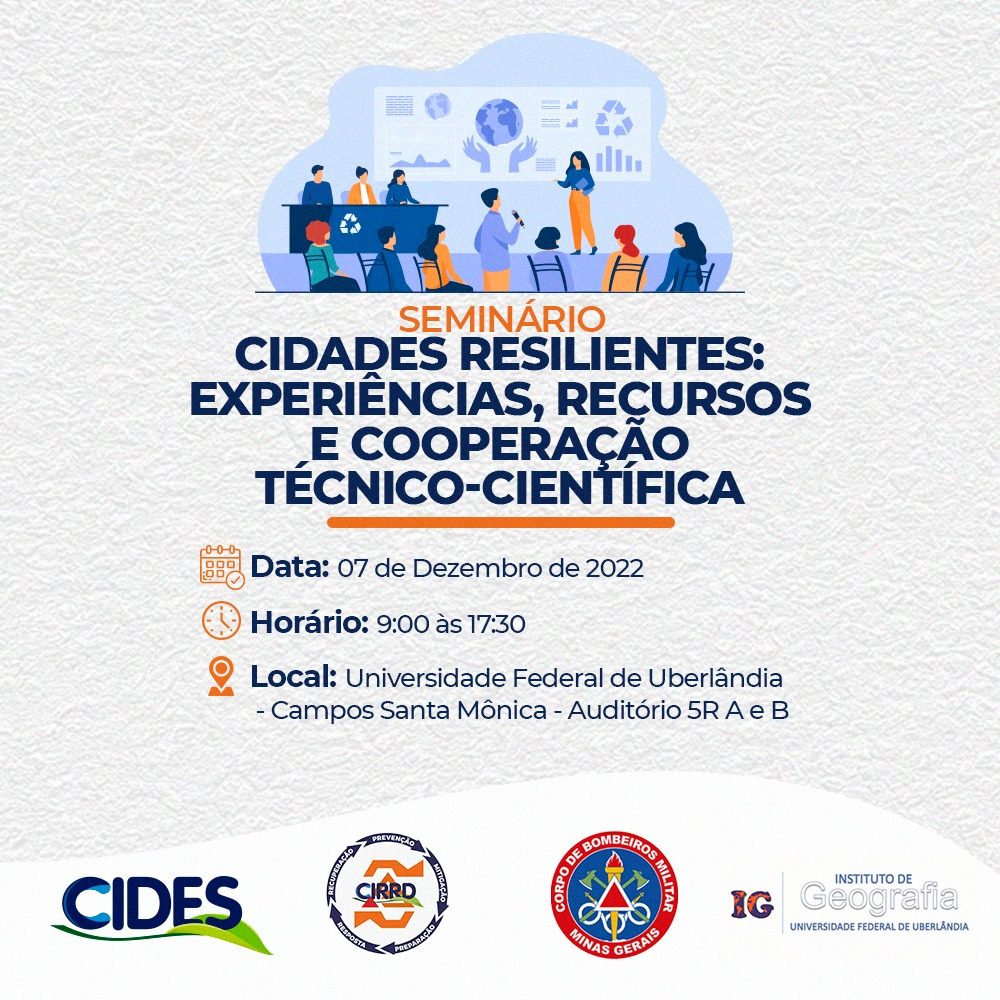 SEMINÁRIO
CIDADES RESILIENTES:
EXPERIÊNCIAS, RECURSOS
E COOPERAÇÃO
TÉCNICO-CIENTÍFICA
Data: 07 de Dezembro de 2022
Horário: 9:00 às 17:30
Local: Universidade Federal de Uberlândia
- Campos Santa Mônica - Auditório 5R A e B
CIDES
PREVENÇÃO
MITIGAÇÃO
PREPARAÇÃO
RESPOSTA
RECUPERAÇÃO
CIRRD
CORPO DE BOMBEIROS MILITAR
MINAS GERAIS
IG
INSTITUTO DE
Geografia
UNIVERSIDADE FEDERAL DE UBERLÂNDIA